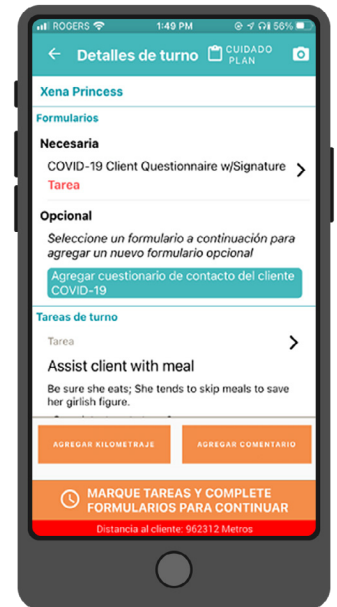 ROGERS 1:49 PM 56%
Detalles de turno CUIDADO
PLAN
Xena Princess
Formularios
Necesaria
COVID-19 Client Questionnaire w/Signature
Tarea
Opcional
Seleccione un formulario a continuación para
agregar un nuevo formulario opcional
Agregar cuestionario de contacto del cliente
COVID-19
Tareas de turno
Tarea
Assist client with meal
Be sure she eats; She tends to skip meals to save
her girlish figure.
AGREGAR KILOMETRAJE AGREGAR COMENTARIO
MARQUE TAREAS Y COMPLETE
FORMULARIOS PARA CONTINUAR
Distancia al cliente: 962312 Metros